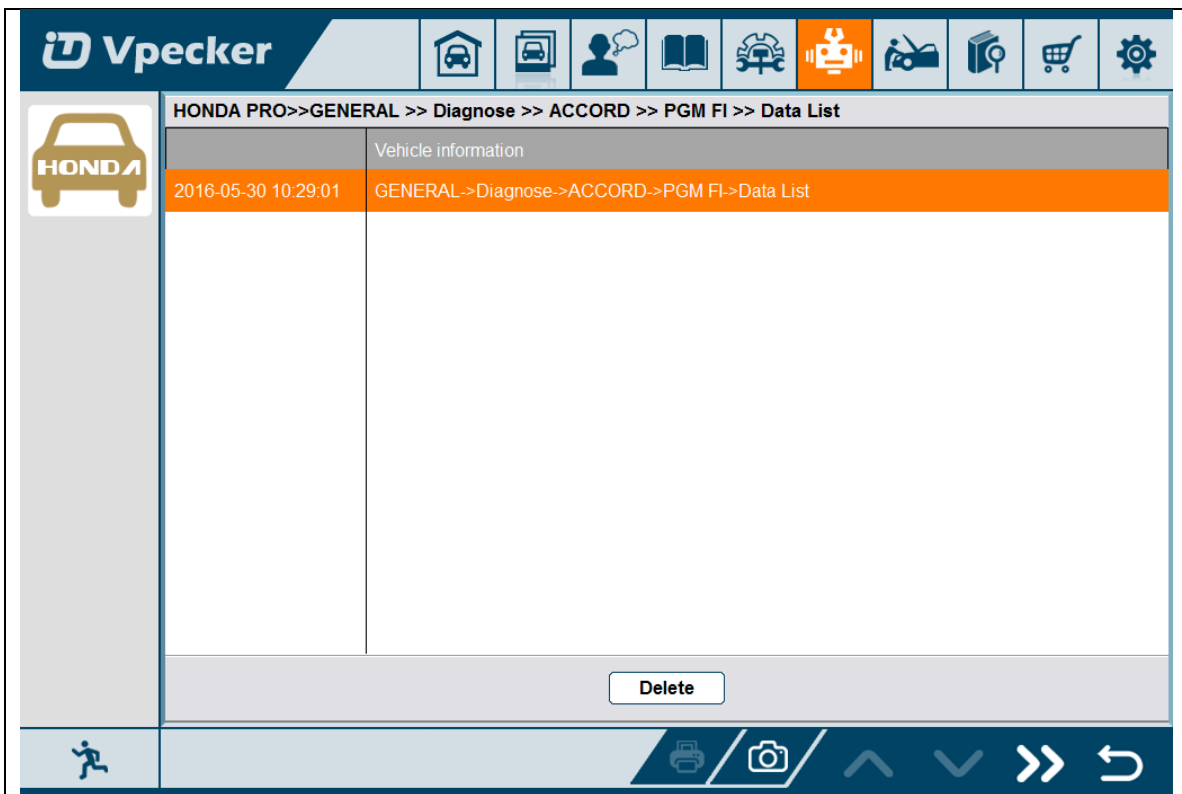 Vpecker
HONDA PRO>>GENERAL >> Diagnose >> ACCORD >> PGM FI >> Data List
HONDA
Vehicle information
2016-05-30 10:29:01 GENERAL->Diagnose->ACCORD->PGM FI->Data List
Delete